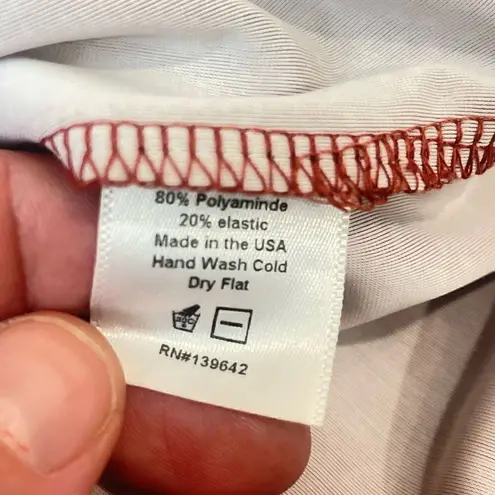 80% Polyaminde
20% elastic
Made in the USA
Hand Wash Cold
Dry Flat
RN#139642